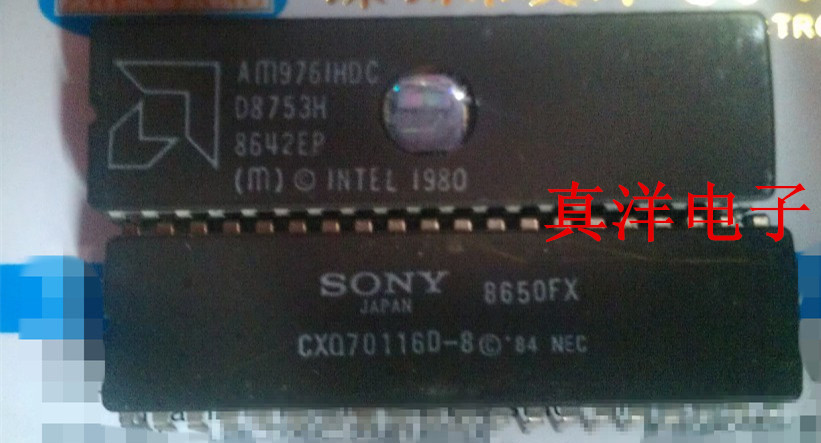 AM9761HDC
D8753H
8642EP
(M) © INTEL 1980
真洋电子
SONY 8650FX
JAPAN
CXQ70116D-8 © '84 NEC